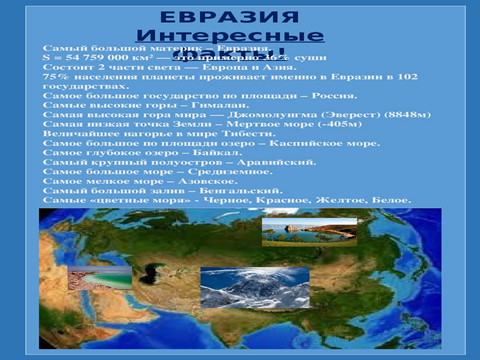 ЕВРАЗИЯ
Интересные
факты!
Самый большой материк – Евразия.
S = 54 759 000 км² — это примерно 36% суши
Состоит 2 части света — Европа и Азия.
75% населения планеты проживает именно в Евразии в 102
государствах.
Самое большое государство по площади – Россия.
Самые высокие горы – Гималаи.
Самая высокая гора мира — Джомолунгма (Эверест) (8848м)
Самая низкая точка Земли – Мертвое море (-405м)
Величайшее нагорье в мире Тибести.
Самое большое по площади озеро – Каспийское море.
Самое глубокое озеро – Байкал.
Самый крупный полуостров – Аравийский.
Самое большое море – Средиземное.
Самое мелкое море – Азовское.
Самый большой залив – Бенгальский.
Самые «цветные моря» - Черное, Красное, Желтое, Белое.